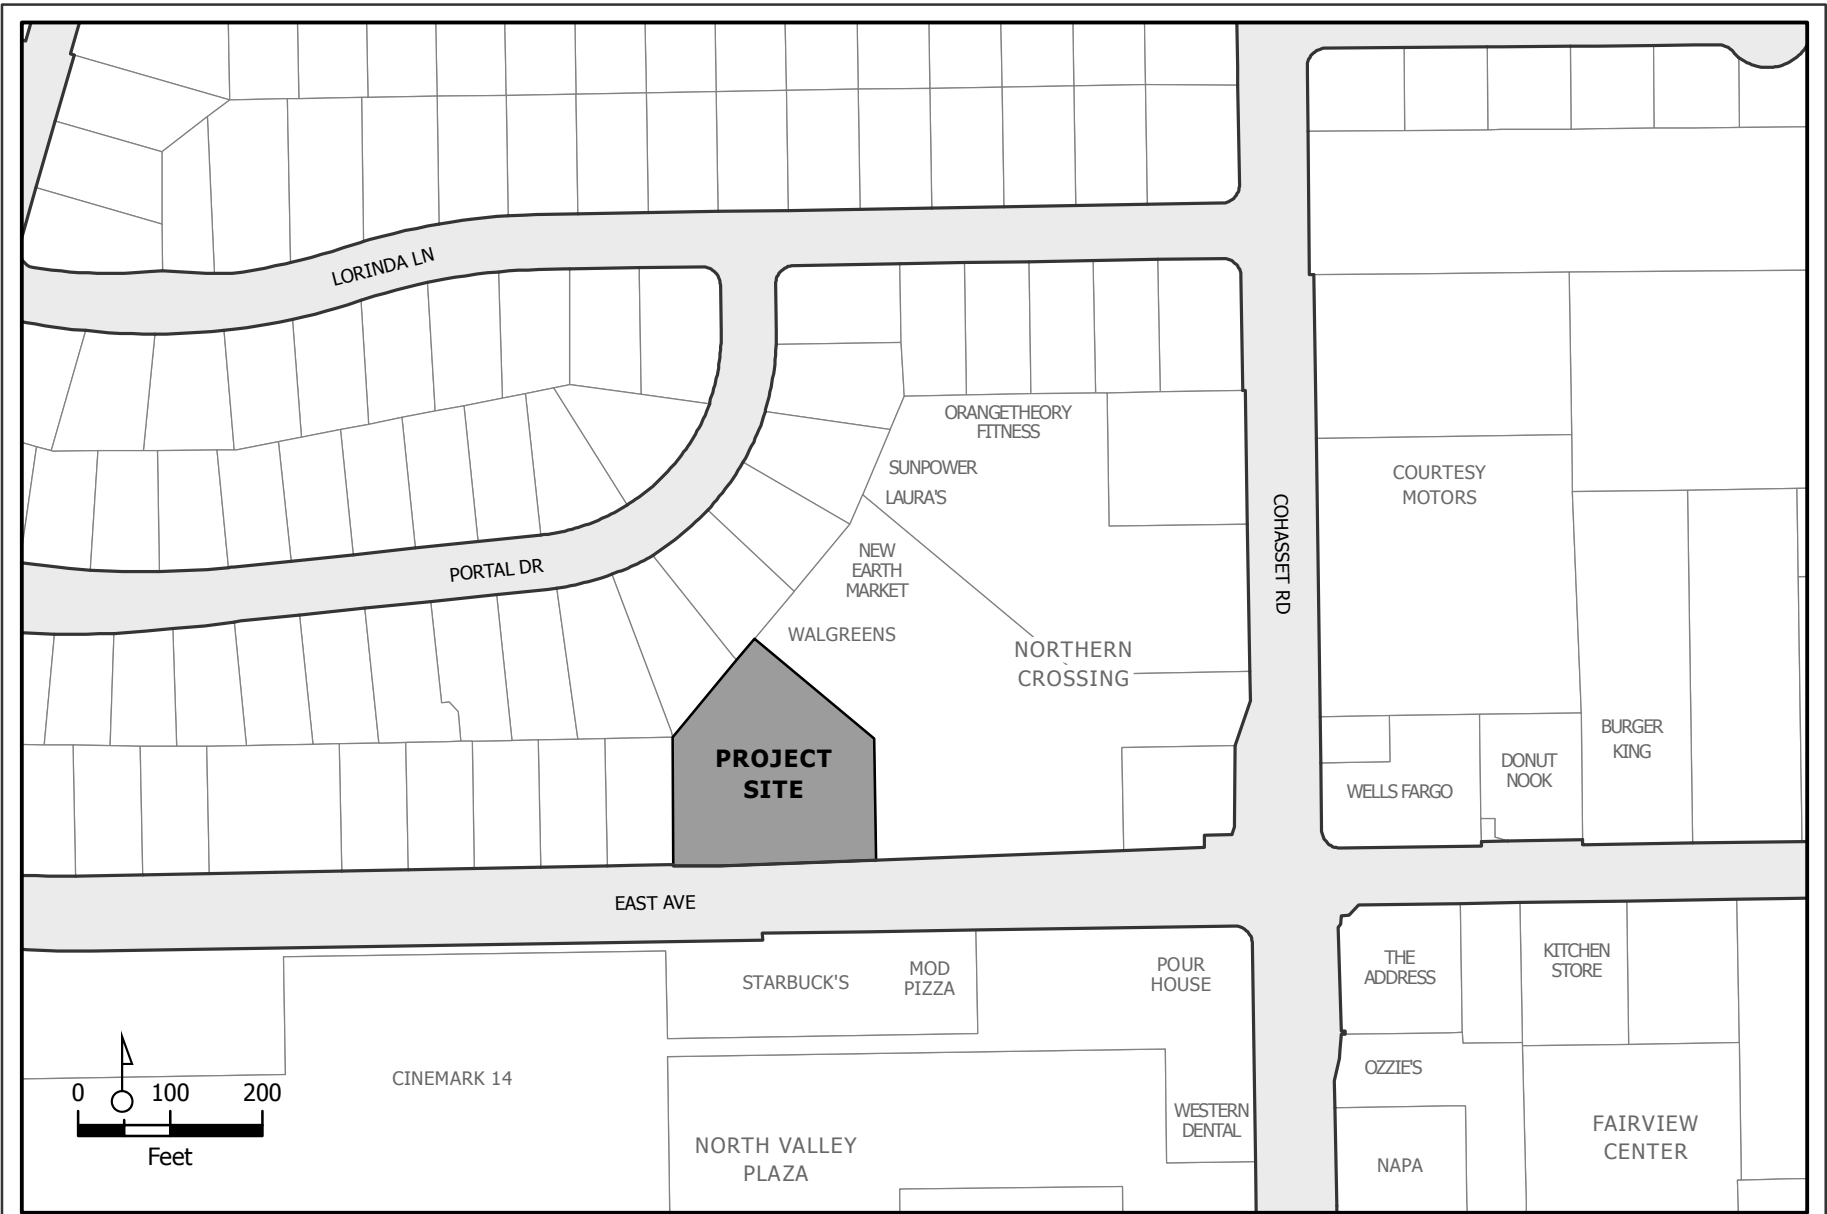 LORINDA LN
ORANGETHEORY
FITNESS
SUNPOWER
LAURA'S
COURTESY
MOTORS
COHASSET RD
PORTAL DR
NEW
EARTH
MARKET
WALGREENS
NORTHERN
CROSSING
PROJECT
SITE
BURGER
KING
DONUT
NOOK
WELLS FARGO
EAST AVE
STARBUCK'S
MOD
PIZZA
POUR
HOUSE
THE
ADDRESS
KITCHEN
STORE
CINEMARK 14
OZZIE'S
0 100 200
Feet
WESTERN
DENTAL
NORTH VALLEY
PLAZA
NAPA
FAIRVIEW
CENTER